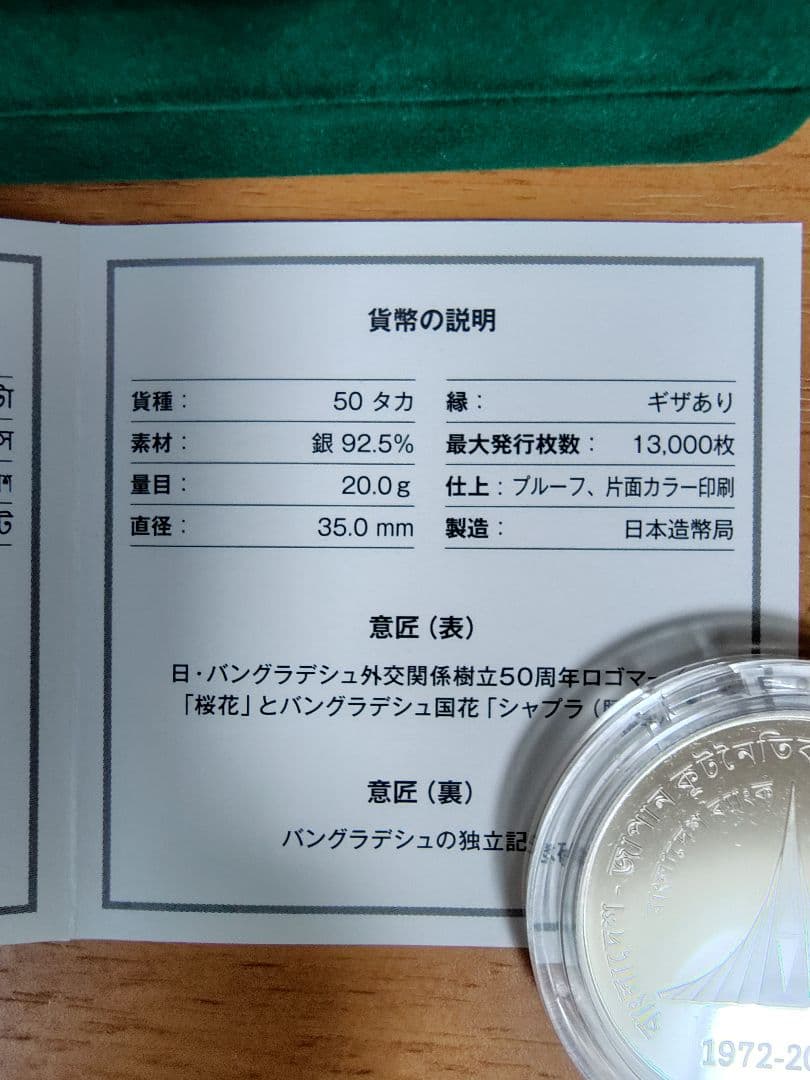 貨幣の説明
貨種： 50 タカ
素材： 銀 92.5%
量目： 20.0g
直径： 35.0 mm
縁： ギザあり
最大発行枚数： 13,000枚
仕上：プルーフ、片面カラー印刷
製造： 日本造幣局
意匠（表）
日・バングラデシュ外交関係樹立50周年ロゴマー
「桜花」とバングラデシュ国花「シャプラ（
意匠（裏）
バングラデシュの独立記
বাংলাদেশ - জাপান কূটনৈতিক
বাংলাদেশ ব্যাংক
1972-20